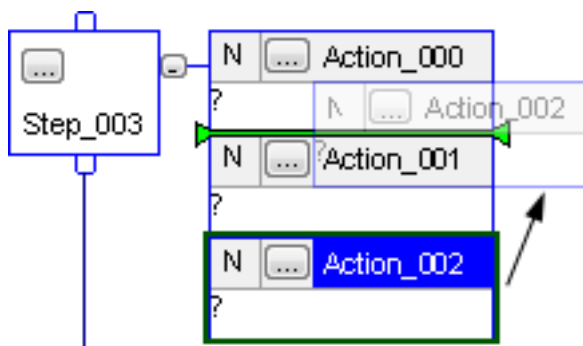 N ... Action_000
...
? N ... Action_002
Step_003
N ... ?Action_001
?
N ... Action_002
?